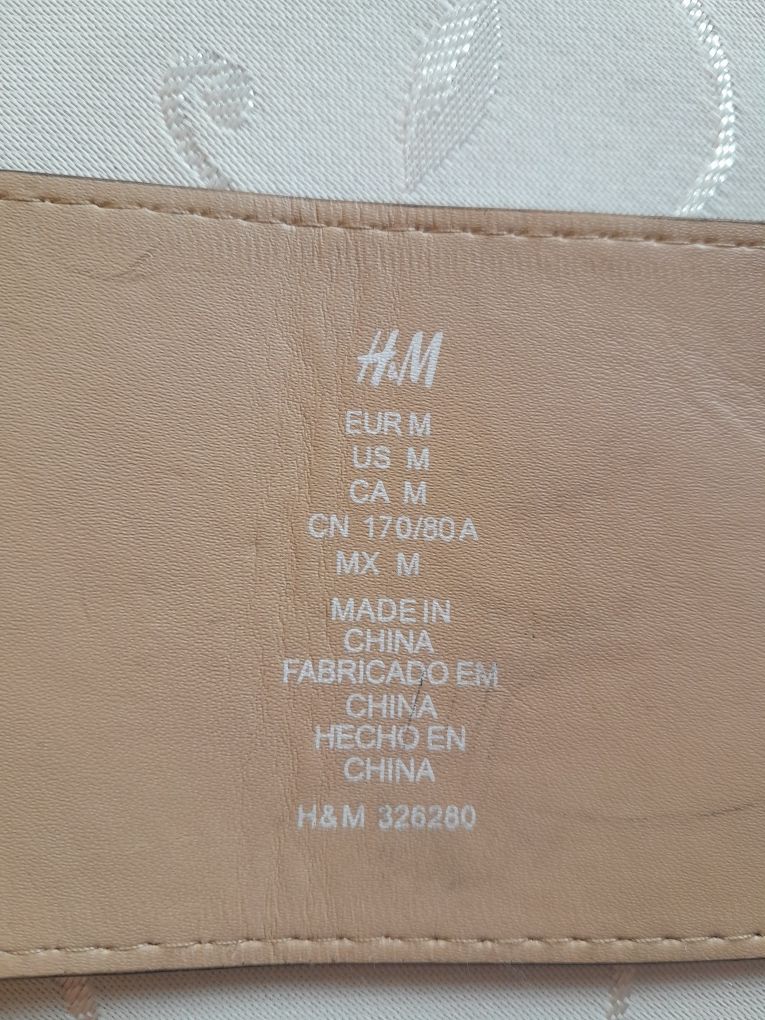 H&M
EUR M
US M
CA M
CN 170/80A
MX M
MADE IN
CHINA
FABRICADO EM
CHINA
HECHO EN
CHINA
H&M 326280